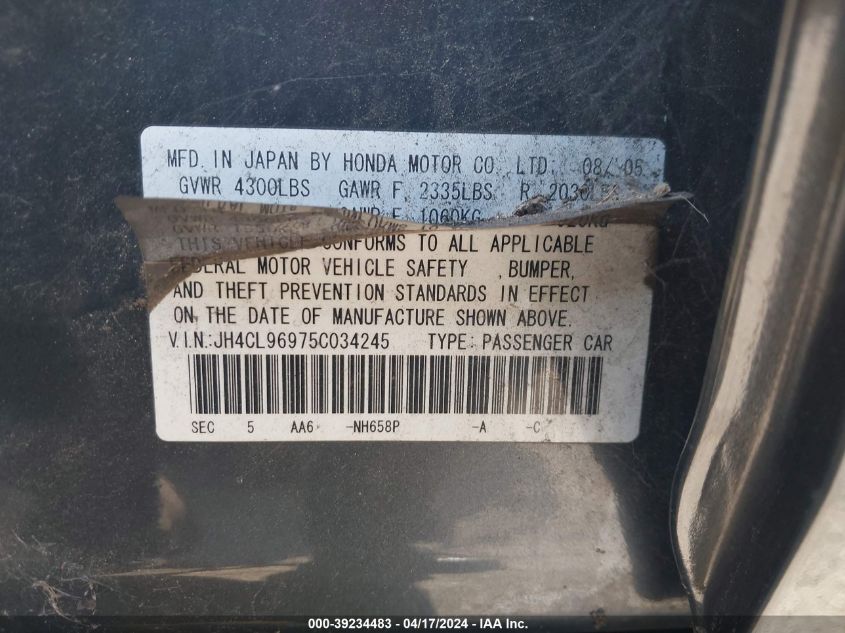 MFD. IN JAPAN BY HONDA MOTOR CO., LTD. 08/'05
GVWR 4300LBS GAWR F 2335LBS R 2030LBS
F 1060KG
THIS VEHICLE CONFORMS TO ALL APPLICABLE
FEDERAL MOTOR VEHICLE SAFETY , BUMPER,
AND THEFT PREVENTION STANDARDS IN EFFECT
ON THE DATE OF MANUFACTURE SHOWN ABOVE.
V.I.N.:JH4CL96975C034245 TYPE: PASSENGER CAR
SEC 5 AA6 -NH658P -A -C
000-39234483 - 04/17/2024 - IAA Inc.